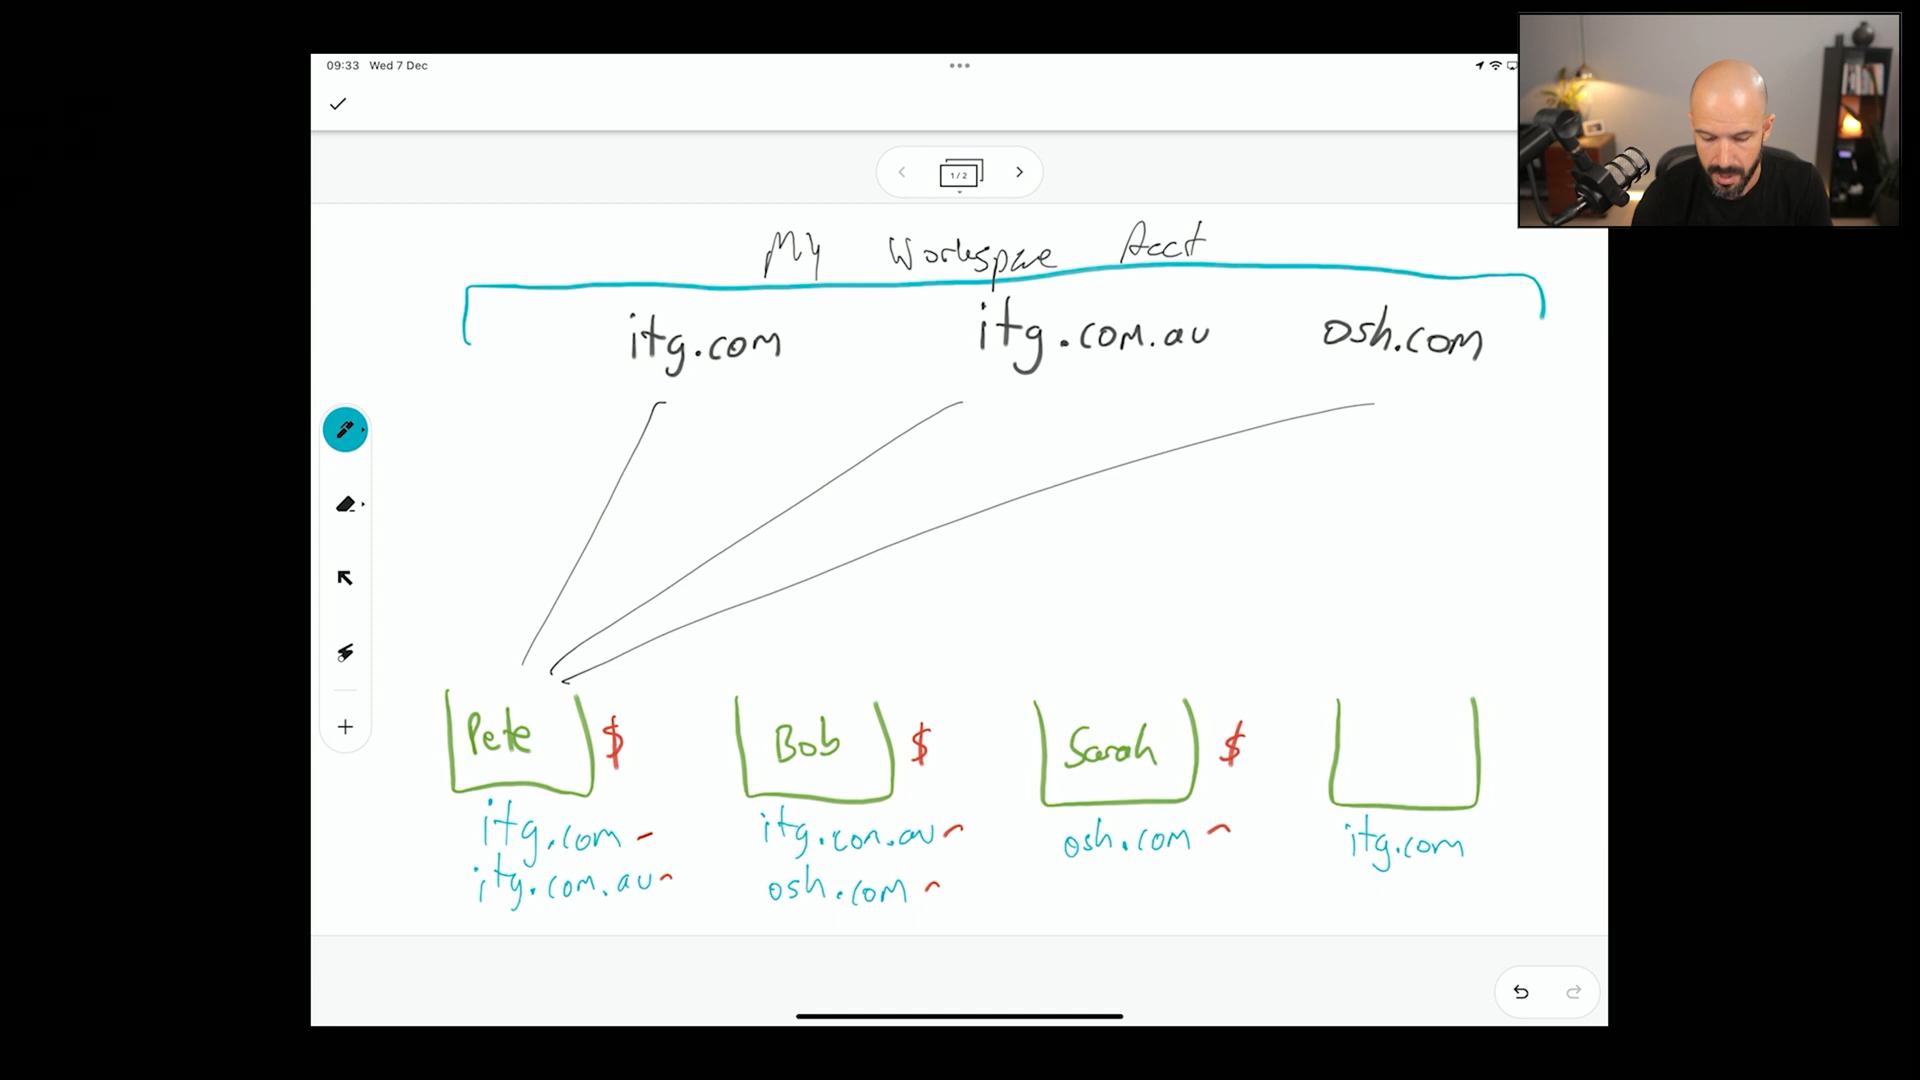 09:33 Wed 7 Dec
1/2
My Workspace Acct
itg.com itg.com.au osh.com
Pete $ Bob $ Sarah $
itg.com itg.con.au osh.com itg.com
itg.com.au osh.com